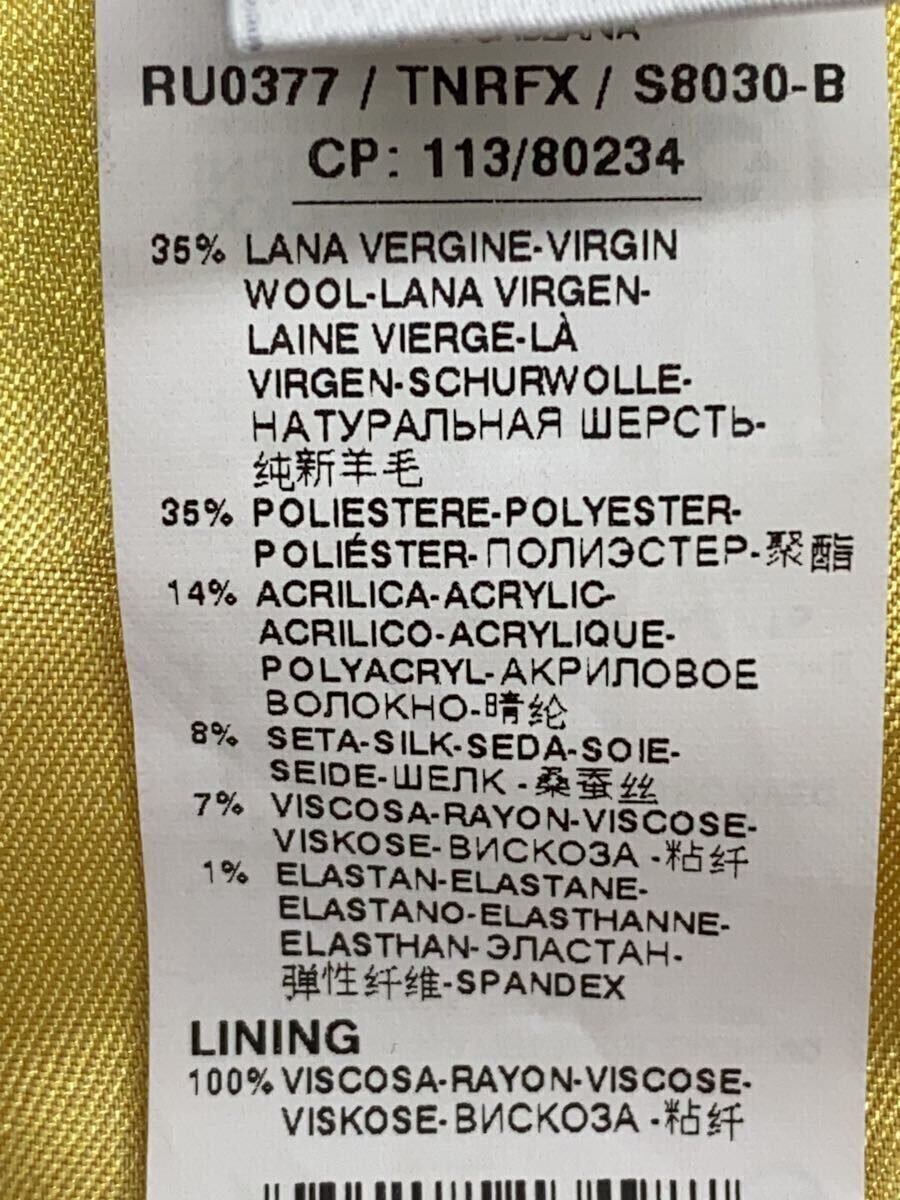 RU0377 / TNRFX / S8030-B
CP: 113/80234
35% LANA VERGINE-VIRGIN
WOOL-LANA VIRGEN-
LAINE VIERGE-LÀ
VIRGEN-SCHURWOLLE-
НАТУРАЛЬНАЯ ШЕРСТЬ-
纯新羊毛
35% POLIESTERE-POLYESTER-
POLIÉSTER-ПОЛИЭСТЕР-聚酯
14% ACRILICA-ACRYLIC-
ACRILICO-ACRYLIQUE-
POLYACRYL-АКРИЛОВОЕ
ВОЛОКНО-晴纶
8% SETA-SILK-SEDA-SOIE-
SEIDE-ШЕЛК-桑蚕丝
7% VISCOSA-RAYON-VISCOSE-
VISKOSE-ВИСКОЗА-粘纤
1% ELASTAN-ELASTANE-
ELASTANO-ELASTHANNE-
ELASTHAN-ЭЛАСТАН-
弹性纤维-SPANDEX
LINING
100% VISCOSA-RAYON-VISCOSE-
VISKOSE-ВИСКОЗА-粘纤